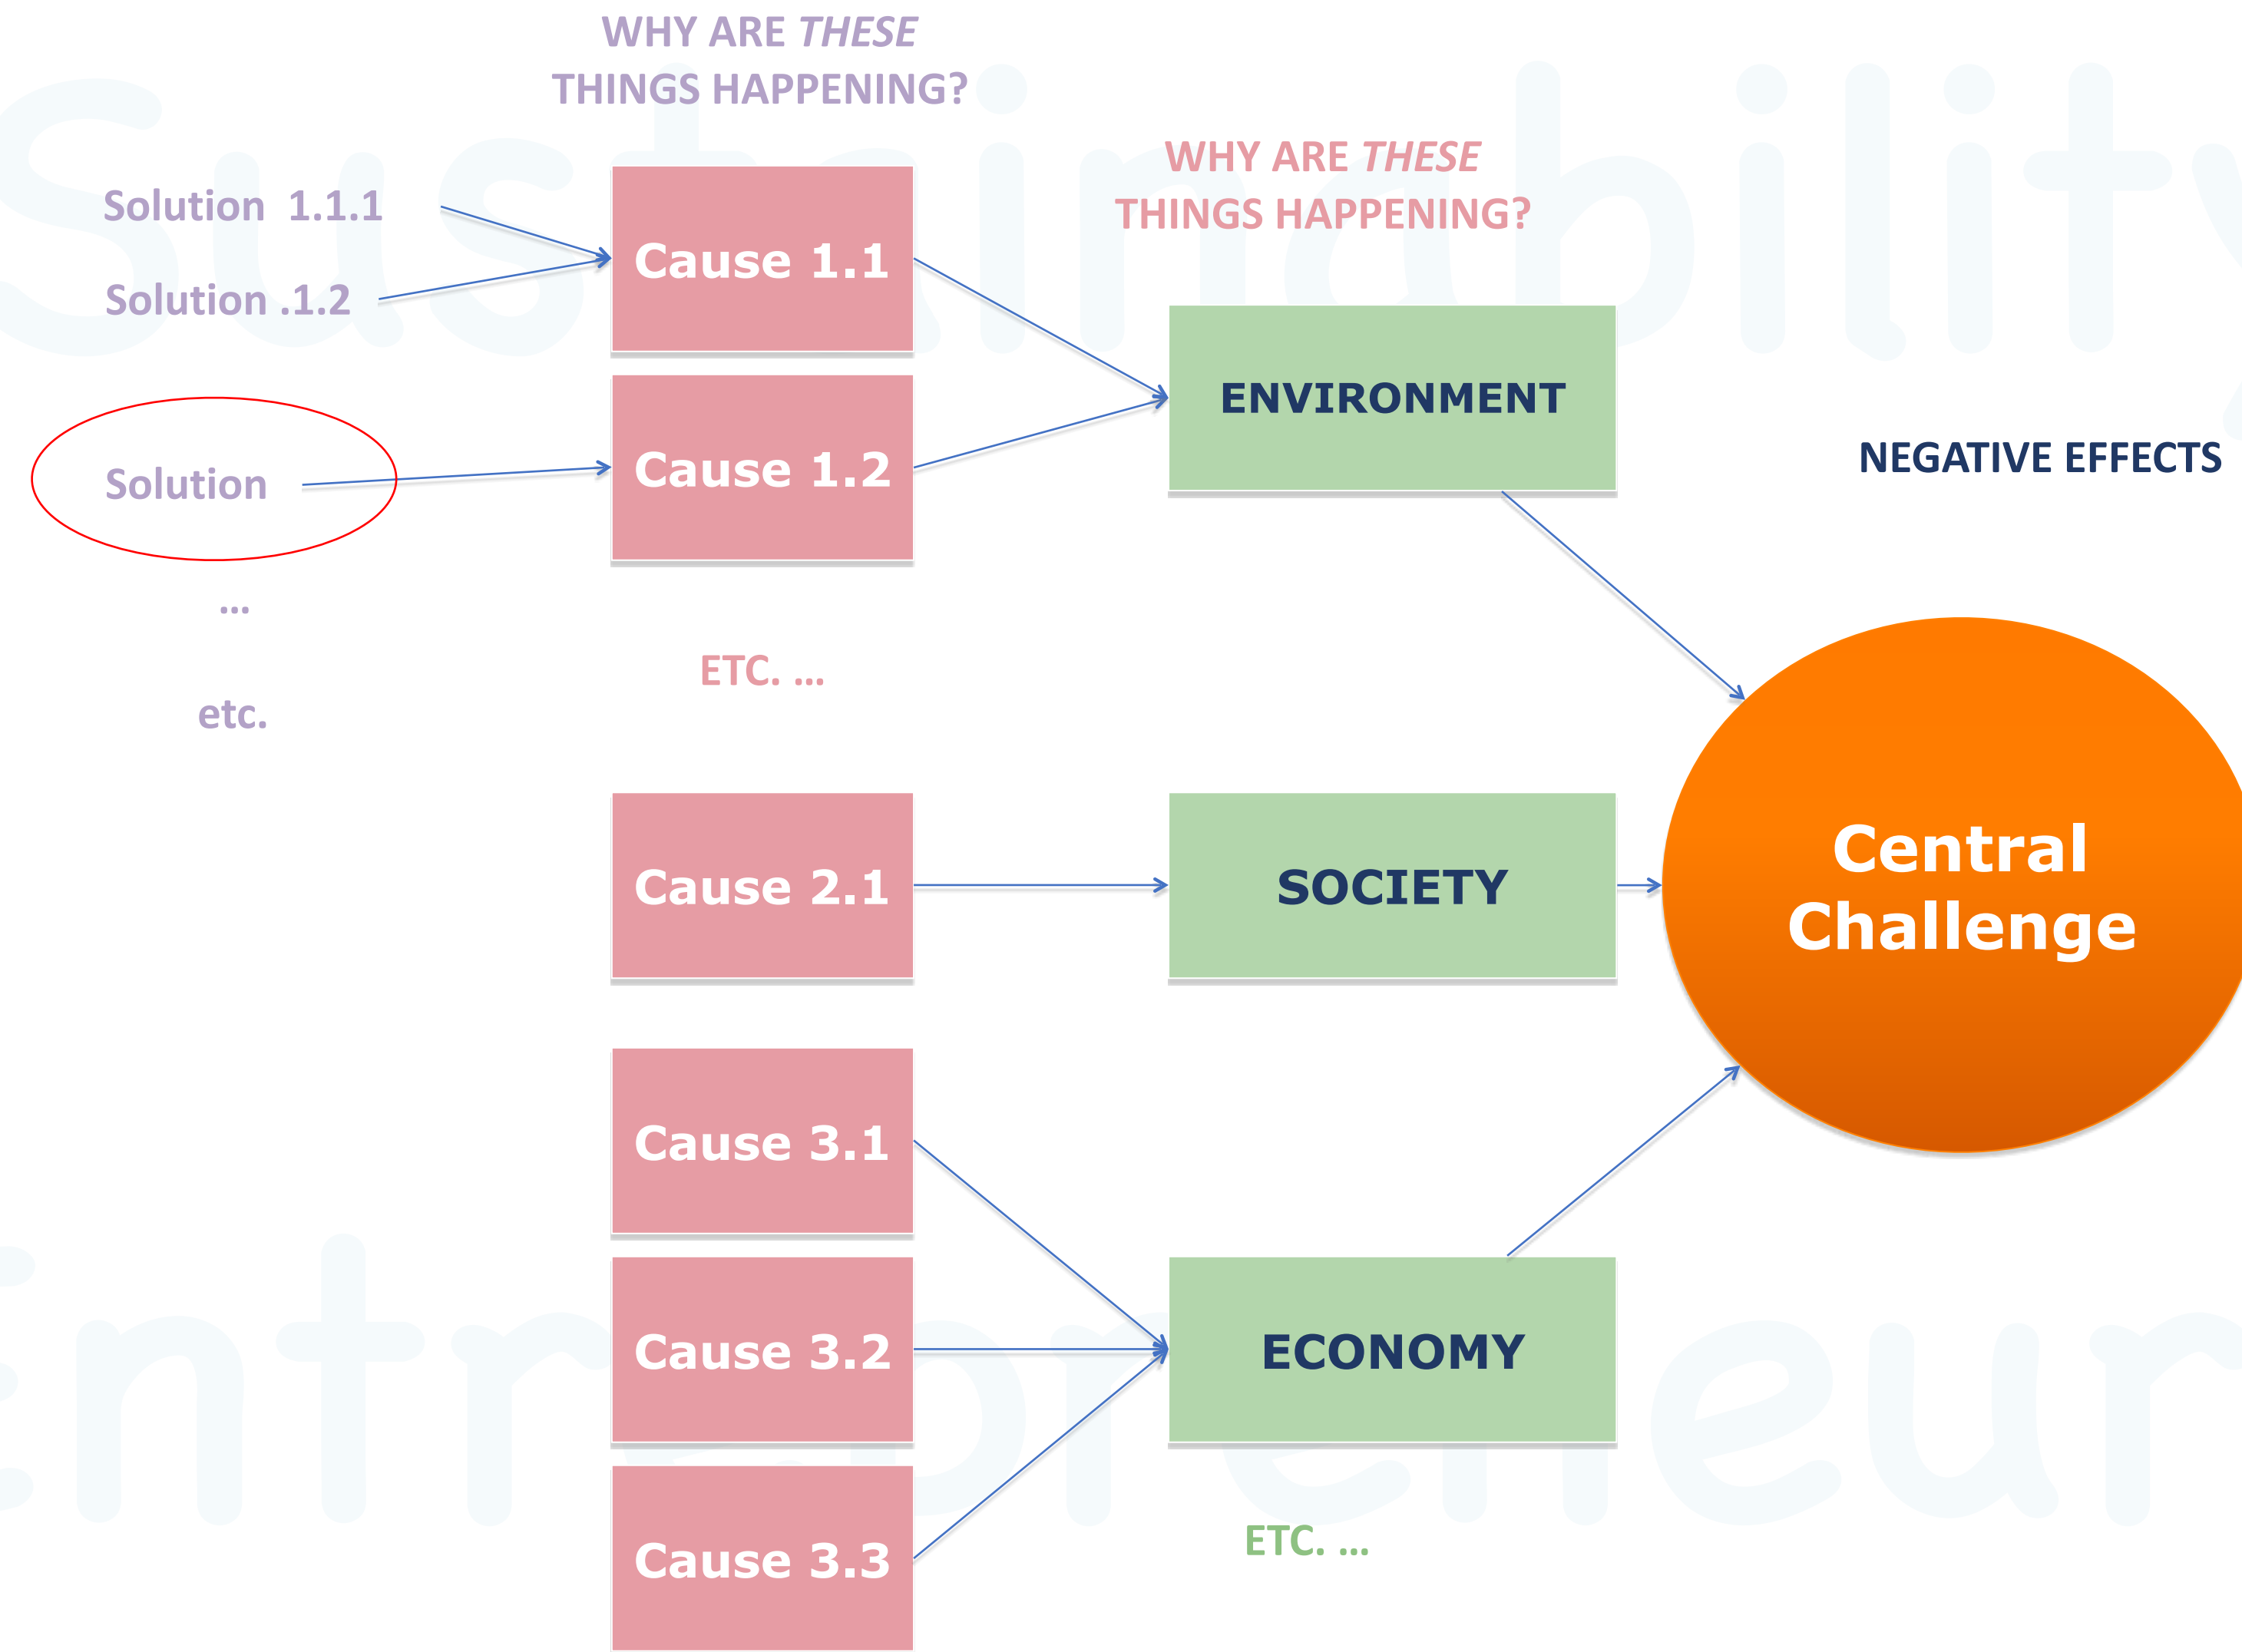 WHY ARE THESE
THINGS HAPPENING?
WHY ARE THESE
THINGS HAPPENING?
Solution 1.1.1
Solution .1.2
Solution
...
etc.
Cause 1.1
Cause 1.2
ETC. ...
Cause 2.1
Cause 3.1
Cause 3.2
Cause 3.3
ENVIRONMENT
SOCIETY
ECONOMY
ETC. ...
NEGATIVE EFFECTS
Central
Challenge